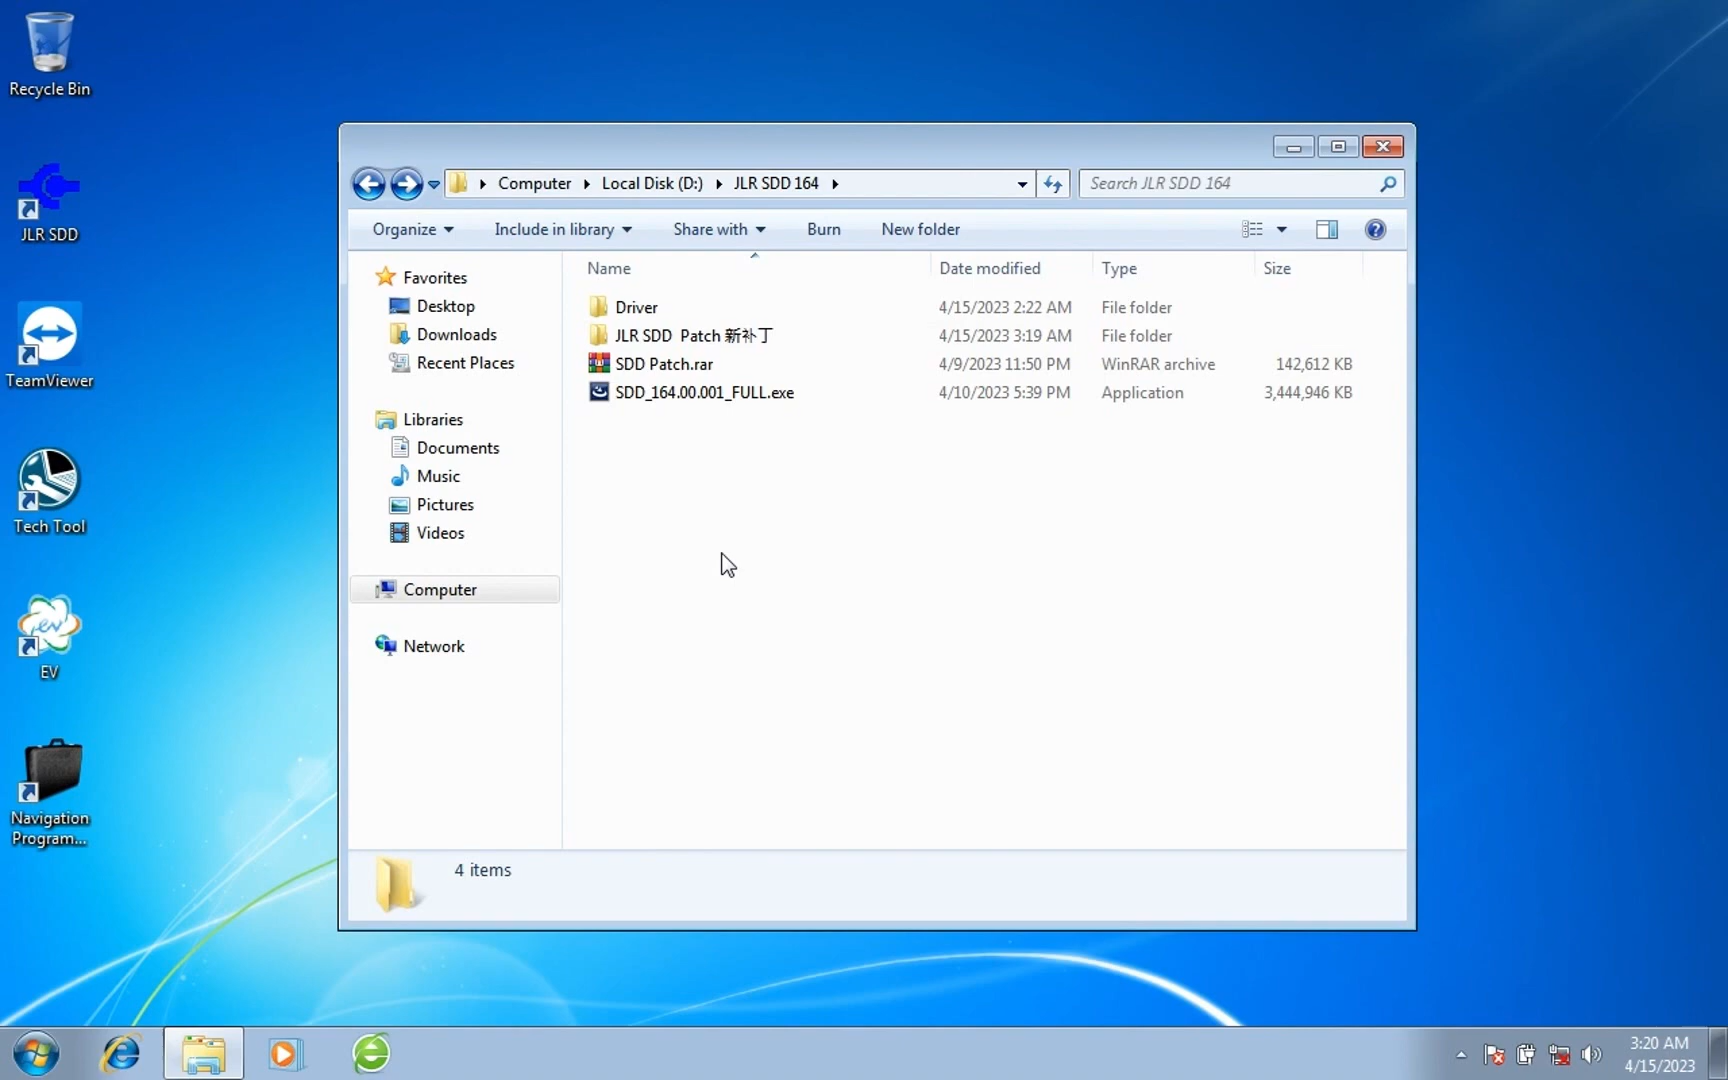 Recycle Bin
JLR SDD
TeamViewer
Tech Tool
EV
Navigation
Program...
Computer
Local Disk (D:)
JLR SDD 164
Search JLR SDD 164
Organize
Include in library
Share with
Burn
New folder
Favorites
Desktop
Downloads
Recent Places
Libraries
Documents
Music
Pictures
Videos
Computer
Network
Name Date modified Type Size
Driver 4/15/2023 2:22 AM File folder
JLR SDD  Patch 新补丁 4/15/2023 3:19 AM File folder
SDD Patch.rar 4/9/2023 11:50 PM WinRAR archive 142,612 KB
SDD_164.00.001_FULL.exe 4/10/2023 5:39 PM Application 3,444,946 KB
4 items
3:20 AM
4/15/2023